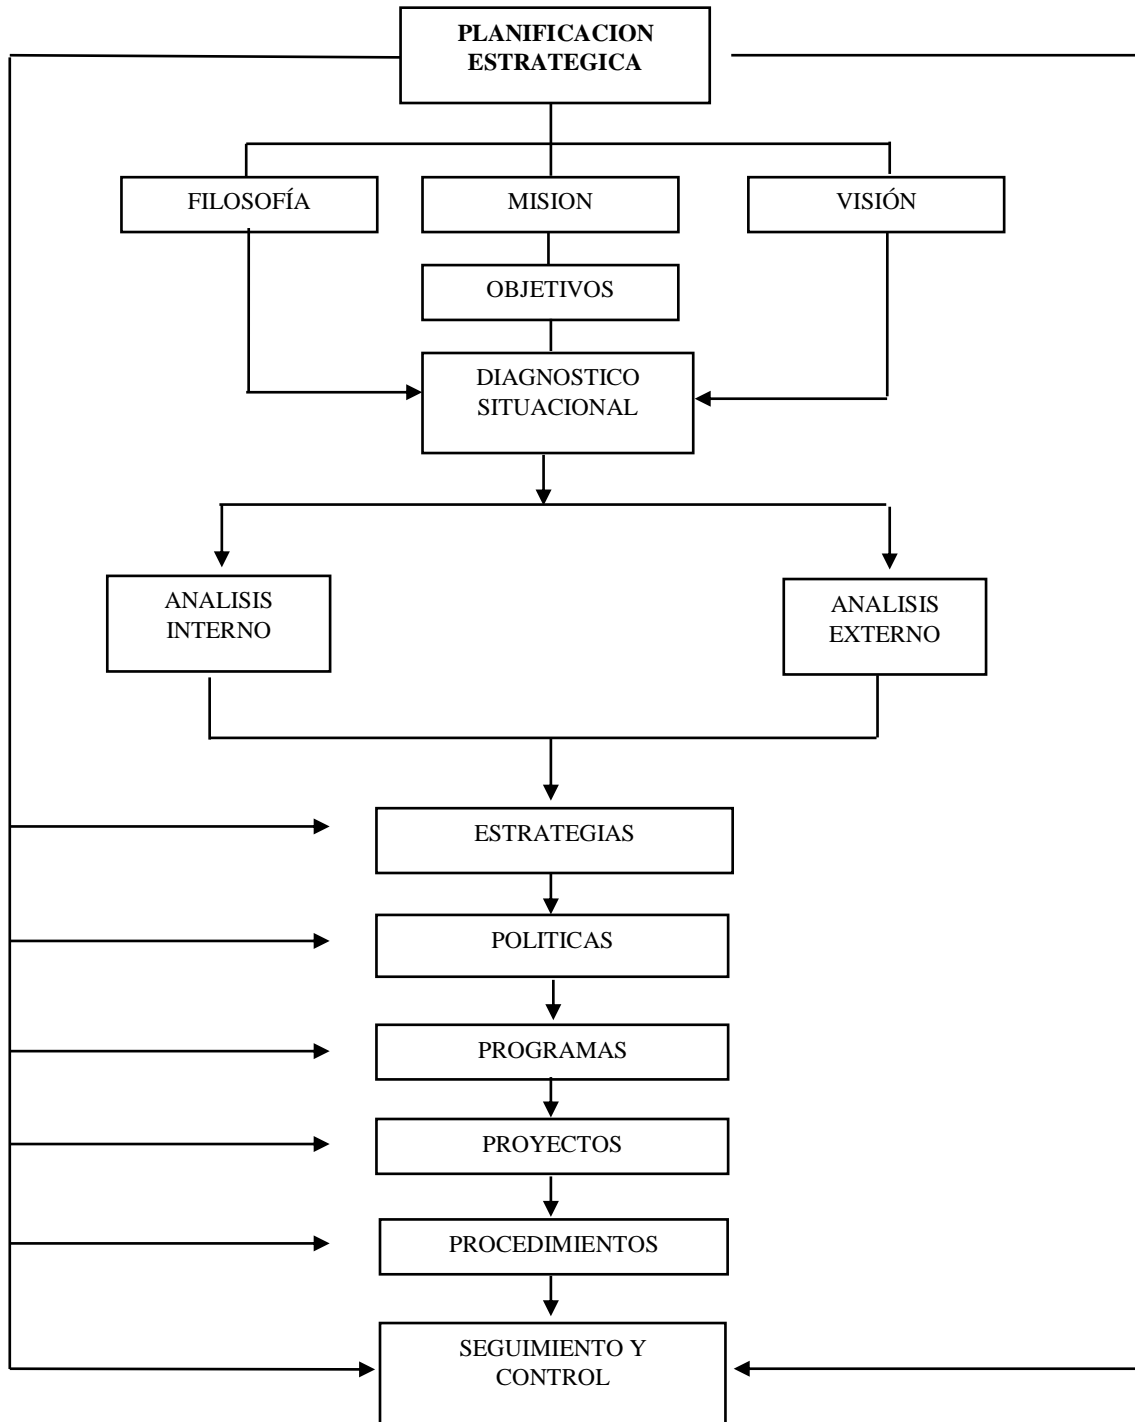 PLANIFICACION
ESTRATEGICA
FILOSOFÍA
MISION
VISIÓN
OBJETIVOS
DIAGNOSTICO
SITUACIONAL
ANALISIS
INTERNO
ANALISIS
EXTERNO
ESTRATEGIAS
POLITICAS
PROGRAMAS
PROYECTOS
PROCEDIMIENTOS
SEGUIMIENTO Y
CONTROL